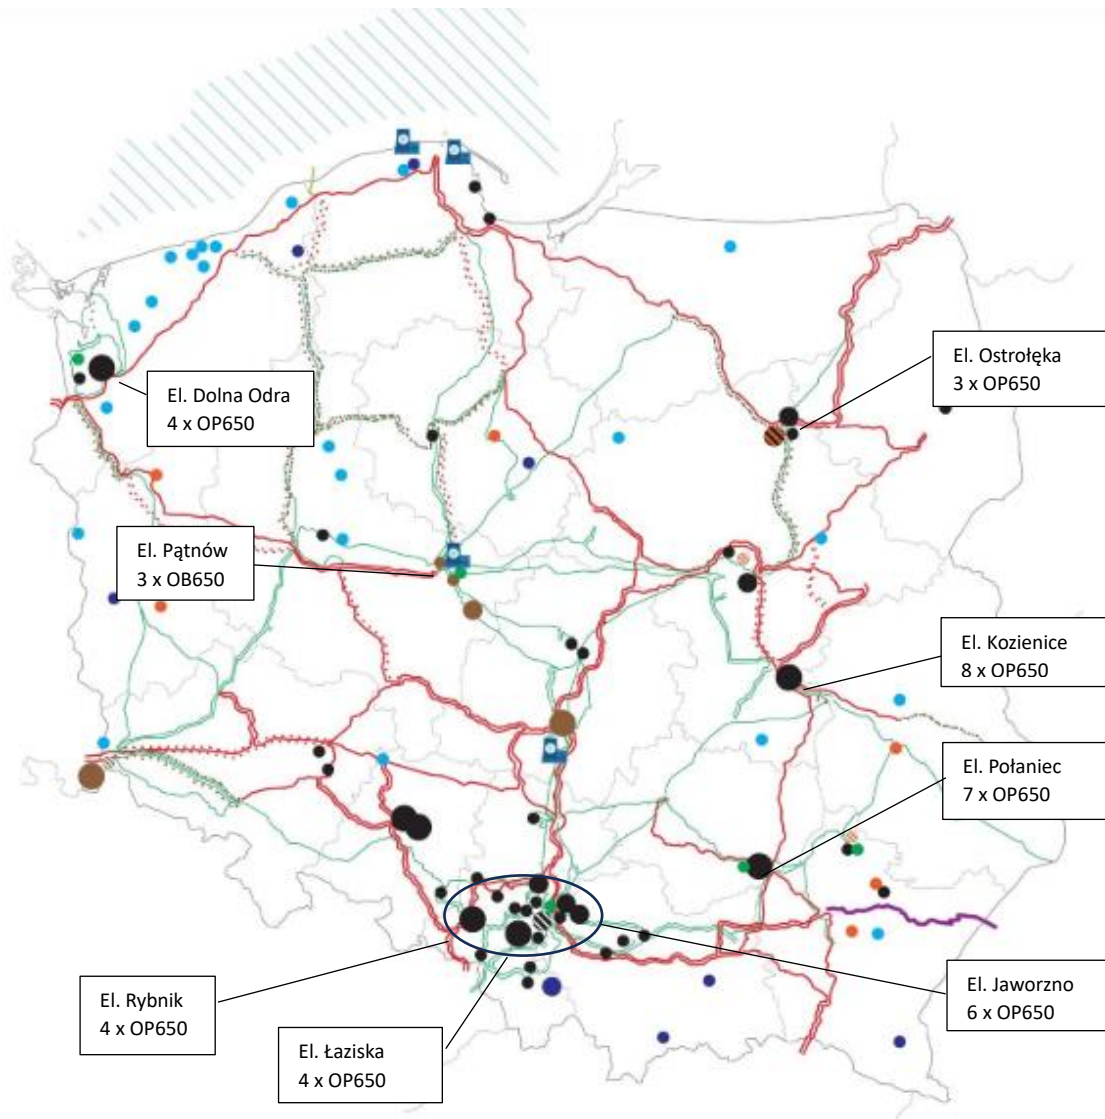 El. Ostrołęka
3 x OP650
El. Dolna Odra
4 x OP650
El. Pątnów
3 x OB650
El. Kozienice
8 x OP650
El. Połaniec
7 x OP650
El. Jaworzno
6 x OP650
El. Rybnik
4 x OP650
El. Łaziska
4 x OP650